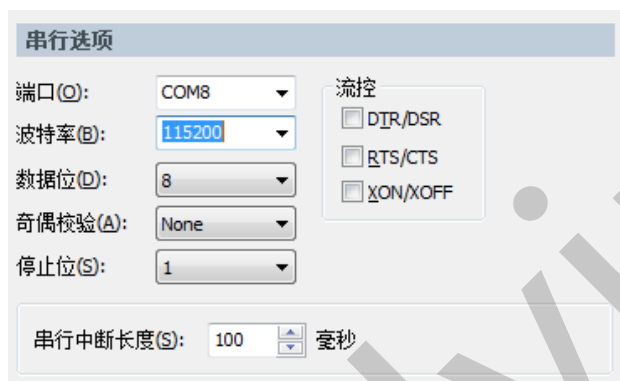 串行选项
端口(O): COM8
波特率(B): 115200
数据位(D): 8
奇偶校验(A): None
停止位(S): 1
流控
DTR/DSR
RTS/CTS
XON/XOFF
串行中断长度(S): 100 毫秒